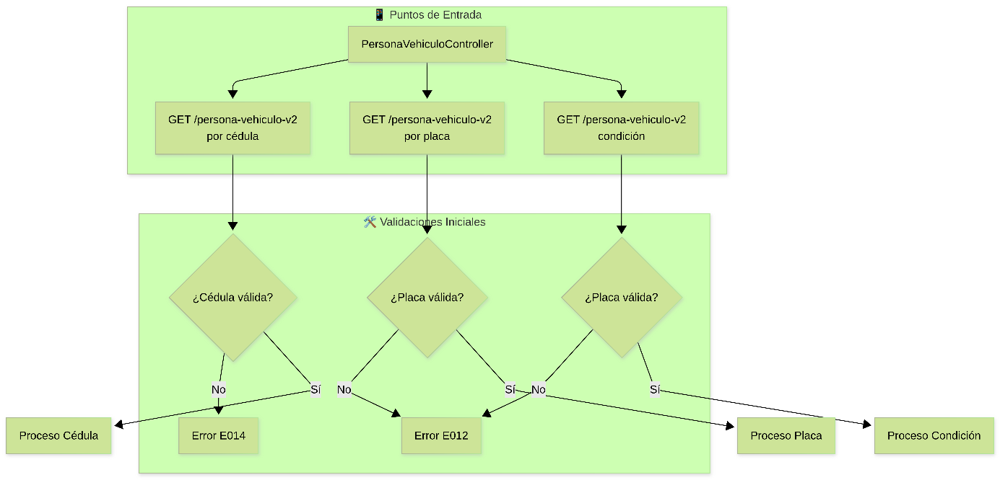 📱 Puntos de Entrada
PersonaVehiculoController
GET /persona-vehiculo-v2
por cédula
GET /persona-vehiculo-v2
por placa
GET /persona-vehiculo-v2
condición
🛠️ Validaciones Iniciales
¿Cédula válida?
¿Placa válida?
¿Placa válida?
No
Sí
No
Sí
No
Sí
Proceso Cédula
Error E014
Error E012
Proceso Placa
Proceso Condición